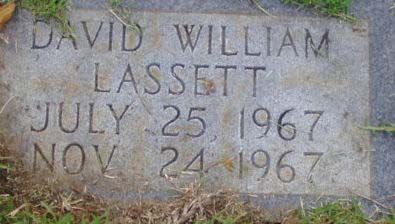 DAVID WILLIAM
LASSETT
JULY 25, 1967
NOV 24 1967